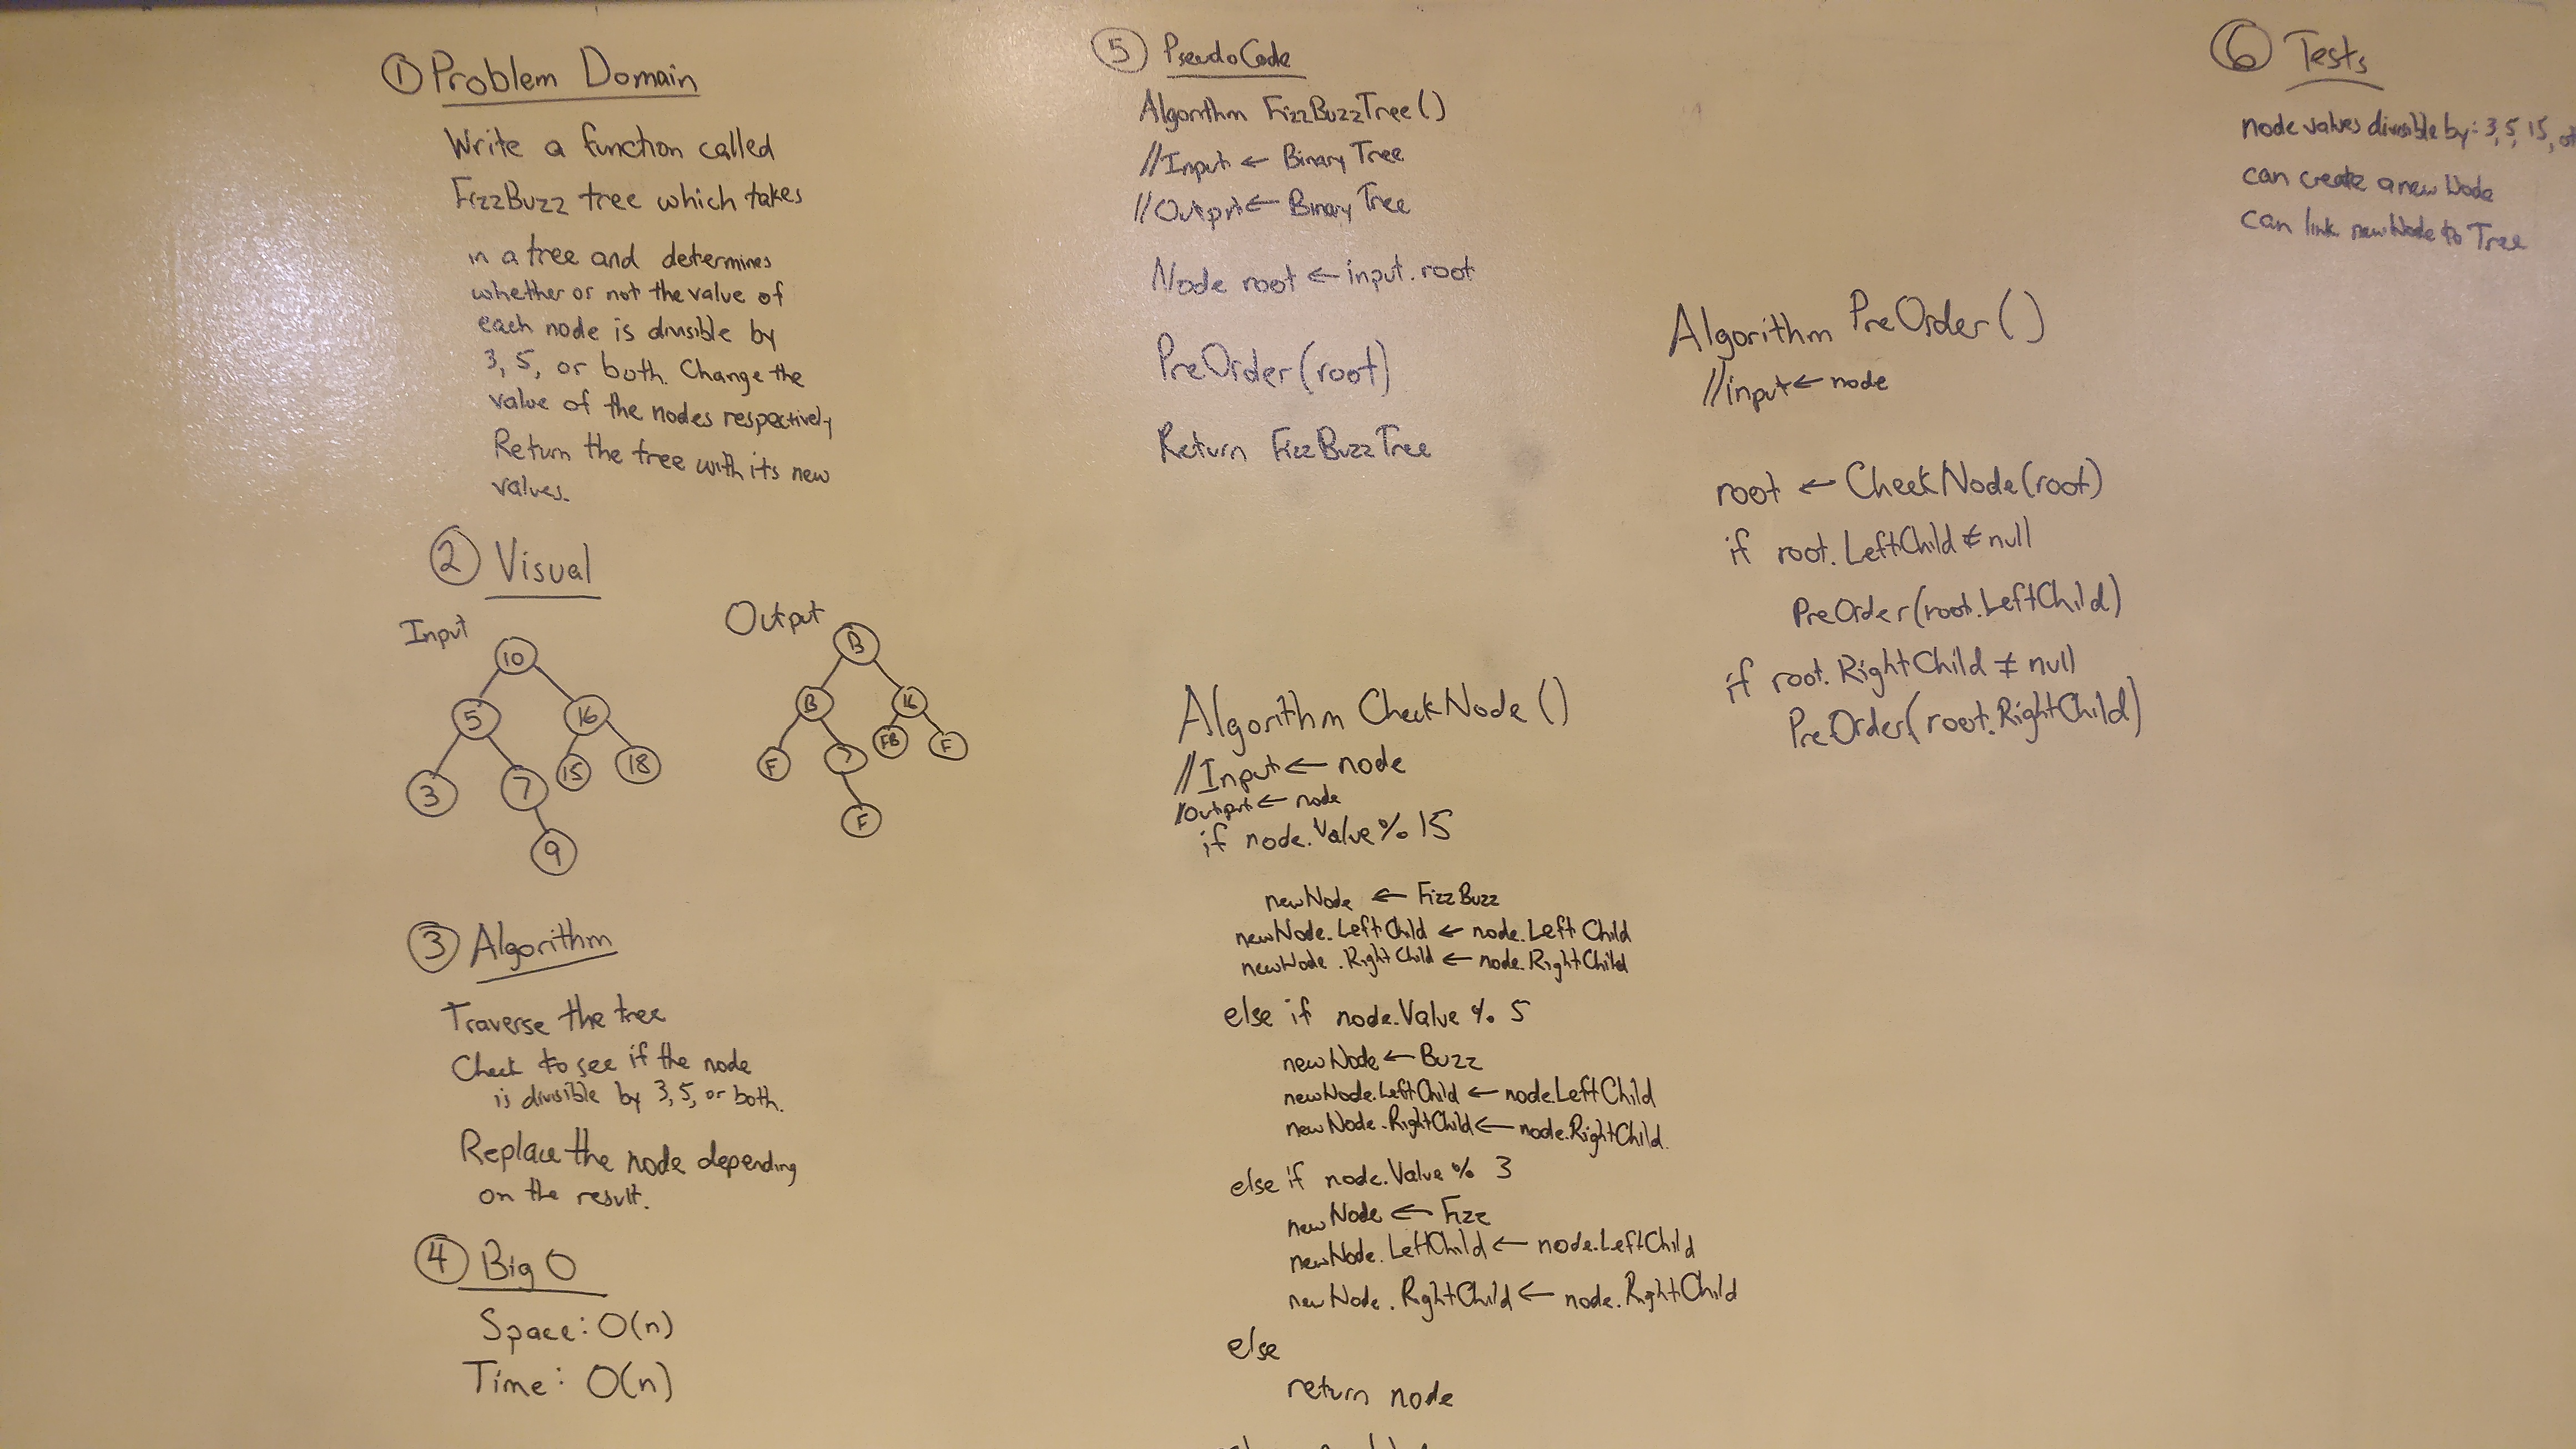 ① Problem Domain
Write a function called
FizzBuzz tree which takes
in a tree and determines
whether or not the value of
each node is divisible by
3, 5, or both. Change the
value of the nodes respectively
Return the tree with its new
values.
② Visual
Input
10
5 16
3 7 15 18
9
Output
B
B 16
F 7 FB F
F
③ Algorithm
Traverse the tree
Check to see if the node
is divisible by 3, 5, or both.
Replace the node depending
on the result.
④ Big O
Space: O(n)
Time: O(n)
⑤ PseudoCode
Algorithm FizzBuzzTree()
//Input ← Binary Tree
//Output ← Binary Tree
Node root ← input.root
PreOrder(root)
Return FizzBuzzTree
Algorithm CheckNode()
//Input ← node
//Output ← node
if node.Value % 15
newNode ← FizzBuzz
newNode.LeftChild ← node.LeftChild
newNode.RightChild ← node.RightChild
else if node.Value % 5
newNode ← Buzz
newNode.LeftChild ← node.LeftChild
newNode.RightChild ← node.RightChild.
else if node.Value % 3
newNode ← Fizz
newNode.LeftChild ← node.LeftChild
newNode.RightChild ← node.RightChild
else
return node
Algorithm PreOrder()
//input ← node
root ← CheckNode(root)
if root.LeftChild ≠ null
PreOrder(root.LeftChild)
if root.RightChild ≠ null
PreOrder(root.RightChild)
⑥ Tests
node values divisible by: 3, 5, 15,
can create a new Node
can link newNode to Tree